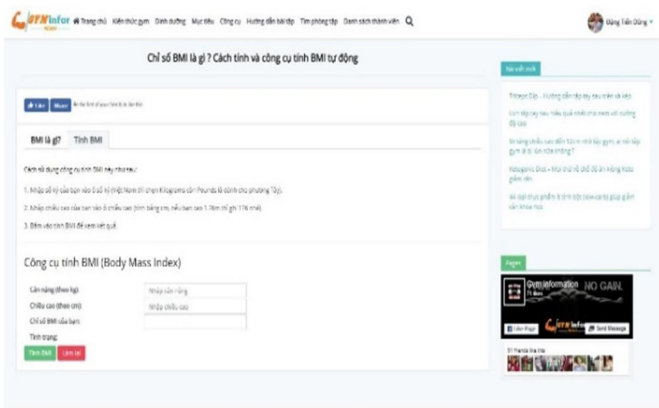 GYM infor Trang chủ Kiến thức gym Dinh dưỡng Mục tiêu Công cụ Hướng dẫn bài tập Tìm phòng tập Danh sách thành viên Đặng Tiến Dũng
Chỉ số BMI là gì ? Cách tính và công cụ tính BMI tự động
Bài viết mới
Like Share
BMI là gì? Tính BMI
Cách sử dụng công cụ tính BMI này như sau:
1. Nhập số ký của bạn vào ô số ký (Việt Nam thì chọn Kilograms còn Pounds là dành cho phương Tây).
2. Nhập chiều cao của bạn vào ô chiều cao (tính bằng cm, nếu bạn cao 1.76m thì ghi 176 nhé)
3. Bấm vào tính BMI để xem kết quả.
Công cụ tính BMI (Body Mass Index)
Cân nặng (theo kg): Nhập cân nặng
Chiều cao (theo cm): Nhập chiều cao
Chỉ số BMI của bạn:
Tình trạng:
Tính BMI Làm lại
Pages
Gym Information NO GAIN.
71 likes
Like Page Send Message